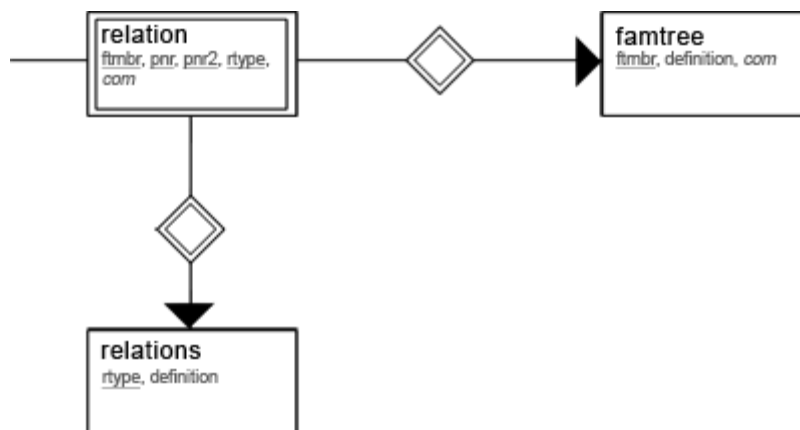 relation
ftmbr, pnr, pnr2, rtype,
com
famtree
ftmbr, definition, com
relations
rtype, definition